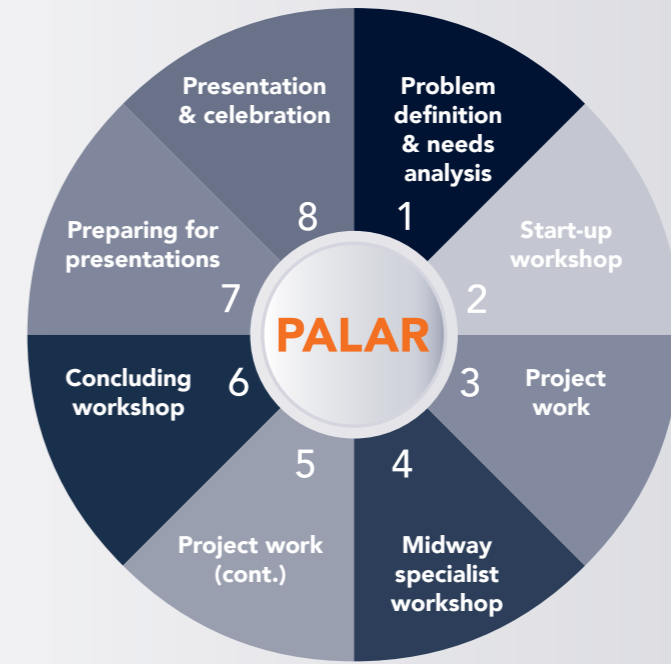 PALAR
1
Problem
definition
& needs
analysis
2
Start-up
workshop
3
Project
work
4
Midway
specialist
workshop
5
Project work
(cont.)
6
Concluding
workshop
7
Preparing for
presentations
8
Presentation
& celebration